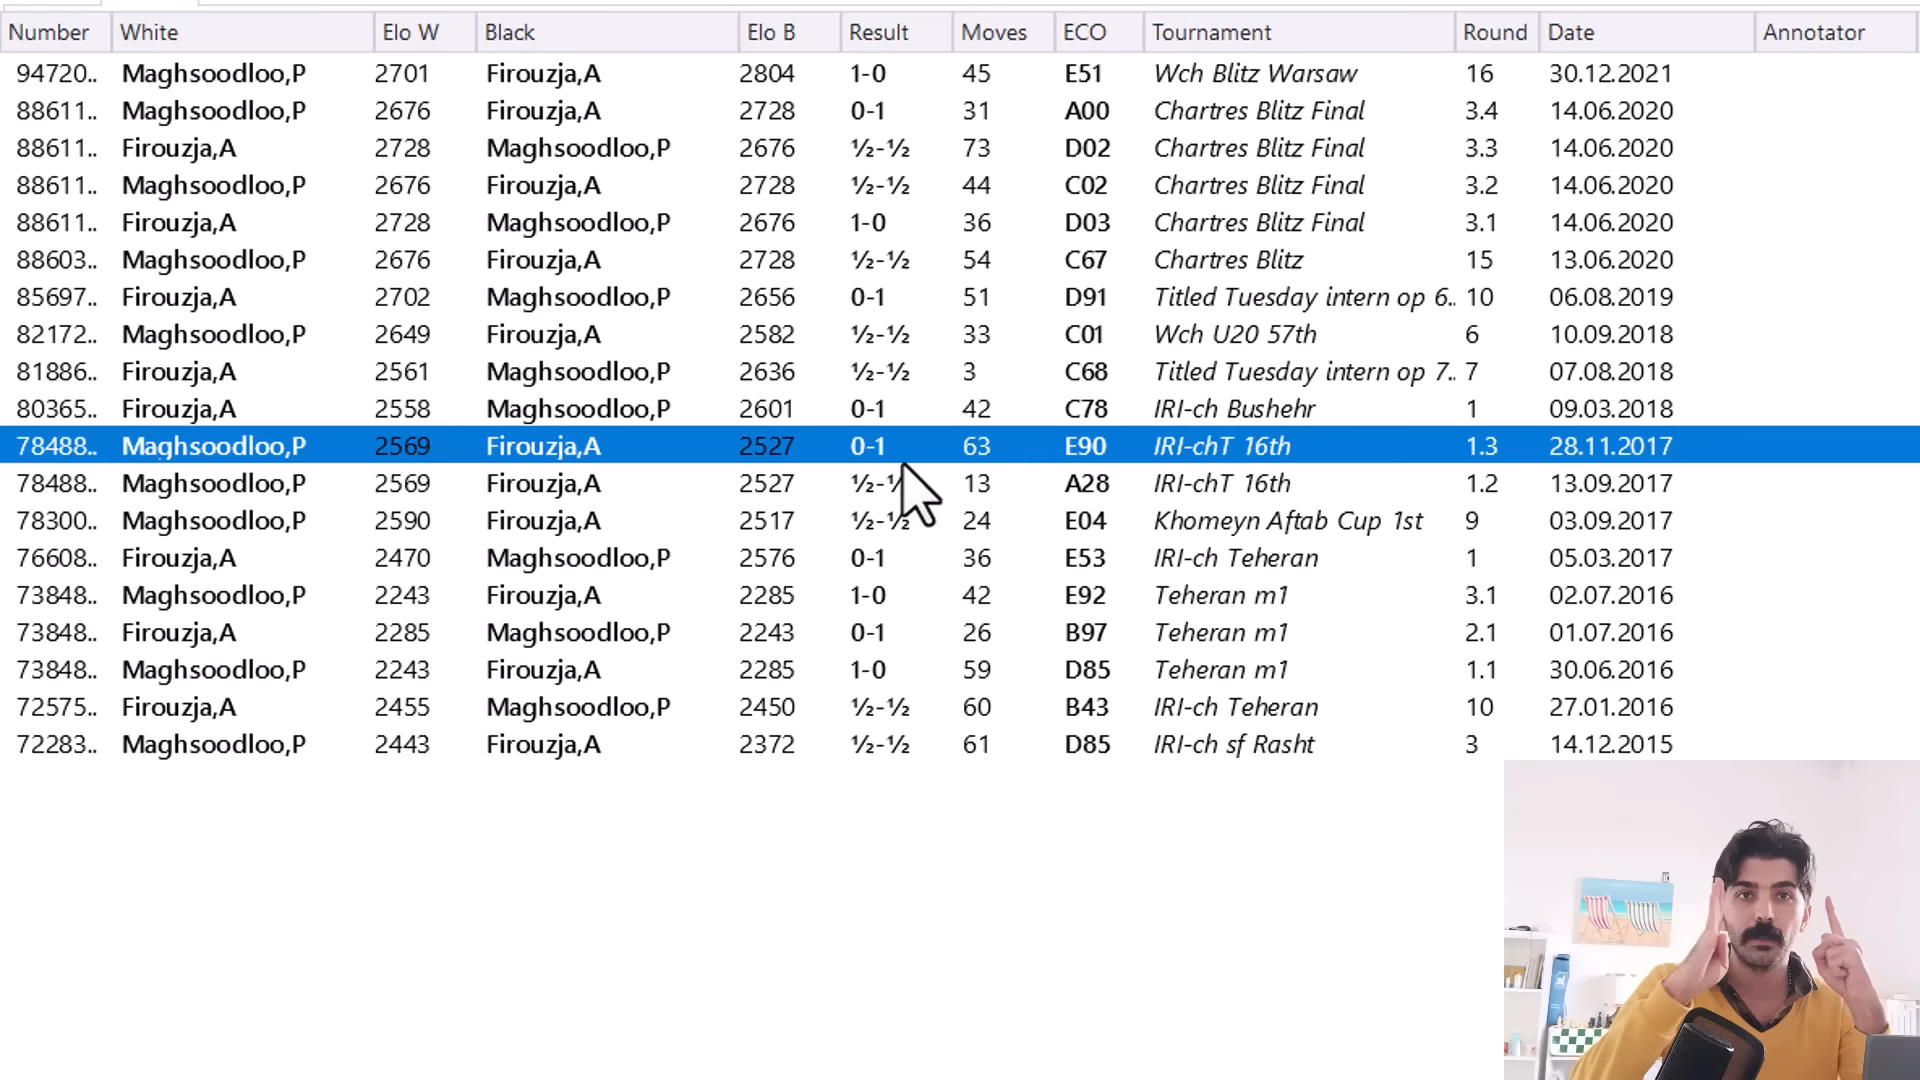 Number White Elo W Black Elo B Result Moves ECO Tournament Round Date Annotator
94720.. Maghsoodloo,P 2701 Firouzja,A 2804 1-0 45 E51 Wch Blitz Warsaw 16 30.12.2021
88611.. Maghsoodloo,P 2676 Firouzja,A 2728 0-1 31 A00 Chartres Blitz Final 3.4 14.06.2020
88611.. Firouzja,A 2728 Maghsoodloo,P 2676 ½-½ 73 D02 Chartres Blitz Final 3.3 14.06.2020
88611.. Maghsoodloo,P 2676 Firouzja,A 2728 ½-½ 44 C02 Chartres Blitz Final 3.2 14.06.2020
88611.. Firouzja,A 2728 Maghsoodloo,P 2676 1-0 36 D03 Chartres Blitz Final 3.1 14.06.2020
88603.. Maghsoodloo,P 2676 Firouzja,A 2728 ½-½ 54 C67 Chartres Blitz 15 13.06.2020
85697.. Firouzja,A 2702 Maghsoodloo,P 2656 0-1 51 D91 Titled Tuesday intern op 6.. 10 06.08.2019
82172.. Maghsoodloo,P 2649 Firouzja,A 2582 ½-½ 33 C01 Wch U20 57th 6 10.09.2018
81886.. Firouzja,A 2561 Maghsoodloo,P 2636 ½-½ 3 C68 Titled Tuesday intern op 7.. 7 07.08.2018
80365.. Firouzja,A 2558 Maghsoodloo,P 2601 0-1 42 C78 IRI-ch Bushehr 1 09.03.2018
78488.. Maghsoodloo,P 2569 Firouzja,A 2527 0-1 63 E90 IRI-chT 16th 1.3 28.11.2017
78488.. Maghsoodloo,P 2569 Firouzja,A 2527 ½-½ 13 A28 IRI-chT 16th 1.2 13.09.2017
78300.. Maghsoodloo,P 2590 Firouzja,A 2517 ½-½ 24 E04 Khomeyn Aftab Cup 1st 9 03.09.2017
76608.. Firouzja,A 2470 Maghsoodloo,P 2576 0-1 36 E53 IRI-ch Teheran 1 05.03.2017
73848.. Maghsoodloo,P 2243 Firouzja,A 2285 1-0 42 E92 Teheran m1 3.1 02.07.2016
73848.. Firouzja,A 2285 Maghsoodloo,P 2243 0-1 26 B97 Teheran m1 2.1 01.07.2016
73848.. Maghsoodloo,P 2243 Firouzja,A 2285 1-0 59 D85 Teheran m1 1.1 30.06.2016
72575.. Firouzja,A 2455 Maghsoodloo,P 2450 ½-½ 60 B43 IRI-ch Teheran 10 27.01.2016
72283.. Maghsoodloo,P 2443 Firouzja,A 2372 ½-½ 61 D85 IRI-ch sf Rasht 3 14.12.2015